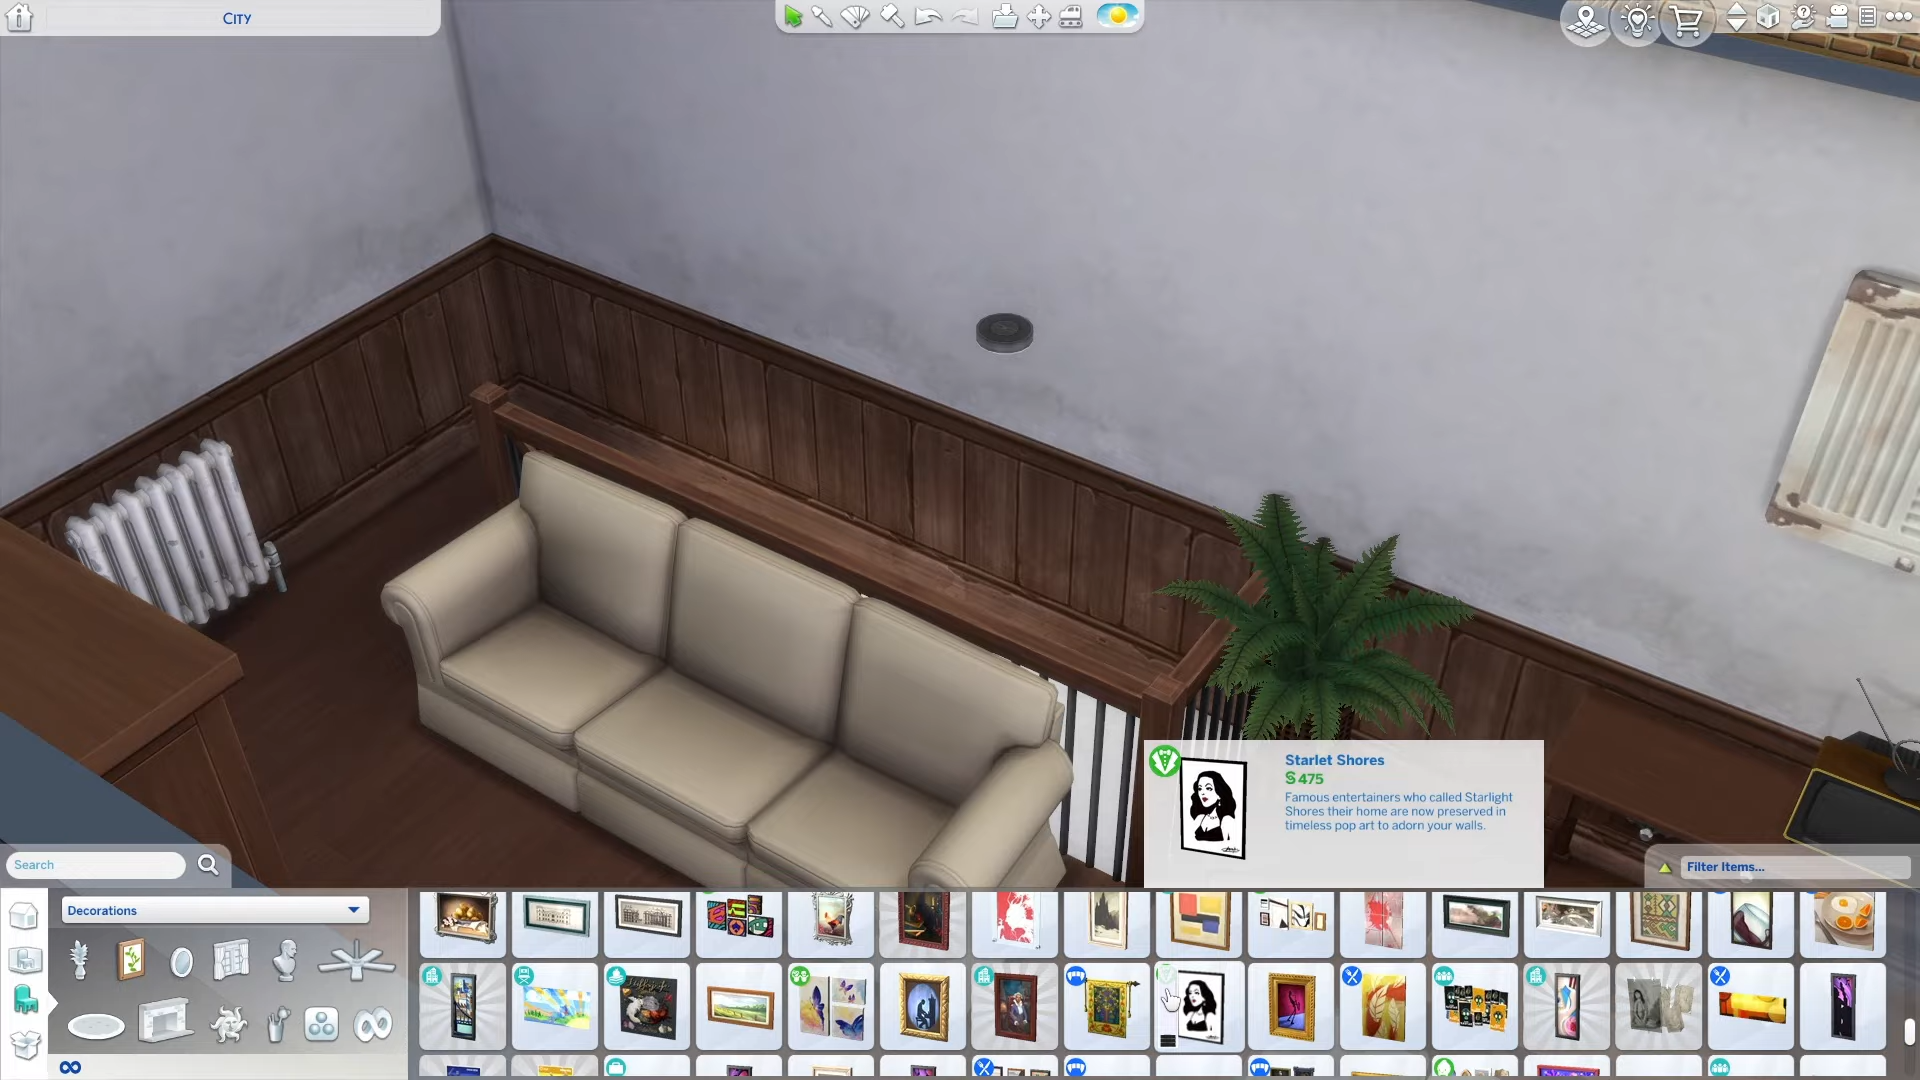 City
Starlet Shores
§475
Famous entertainers who called Starlight
Shores their home are now preserved in
timeless pop art to adorn your walls.
Search
Filter Items...
Decorations